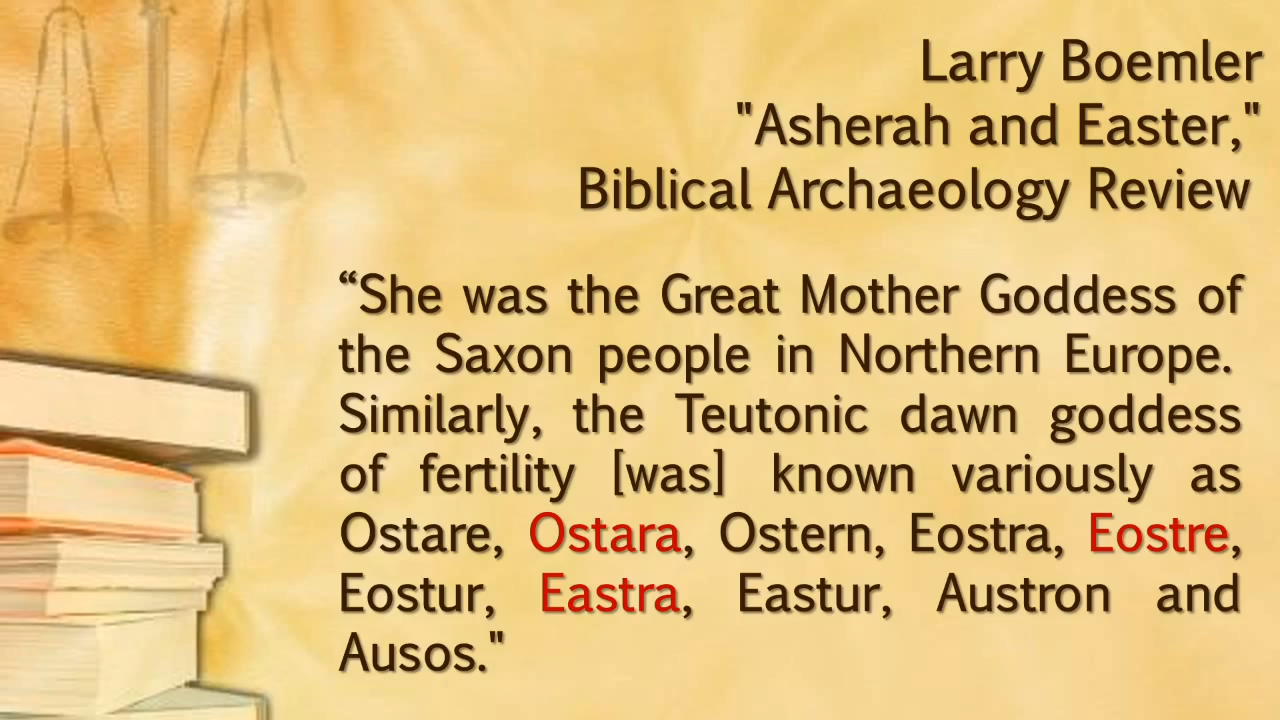 Larry Boemler
"Asherah and Easter,"
Biblical Archaeology Review
“She was the Great Mother Goddess of
the Saxon people in Northern Europe.
Similarly, the Teutonic dawn goddess
of fertility [was] known variously as
Ostare, Ostara, Ostern, Eostra, Eostre,
Eostur, Eastra, Eastur, Austron and
Ausos."